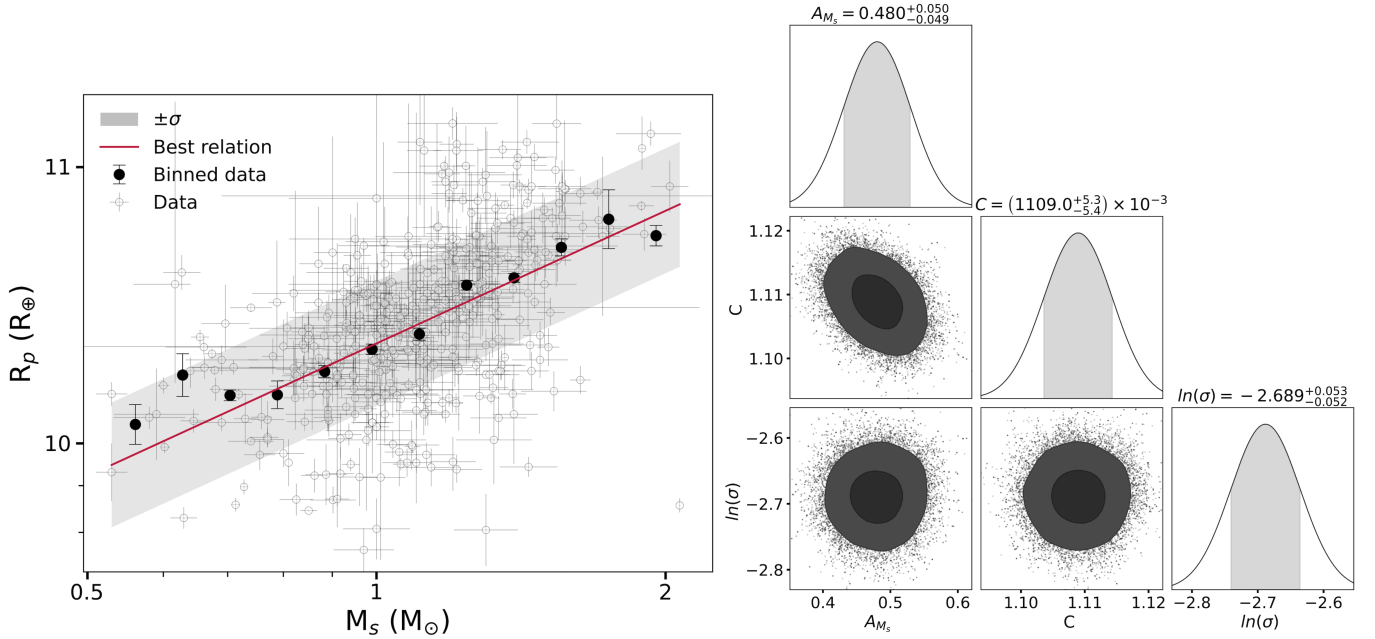 ±σ
Best relation
Binned data
Data
11
10
R_p (R_⊕)
0.5
1
2
M_s (M_⊙)
A_{M_s} = 0.480^{+0.050}_{-0.049}
C = (1109.0^{+5.3}_{-5.4}) × 10^{-3}
ln(σ) = −2.689^{+0.053}_{-0.052}
1.12
1.11
1.10
C
−2.6
−2.7
−2.8
ln(σ)
0.4 0.5 0.6
A_{M_s}
1.10 1.11 1.12
C
−2.8 −2.7 −2.6
ln(σ)